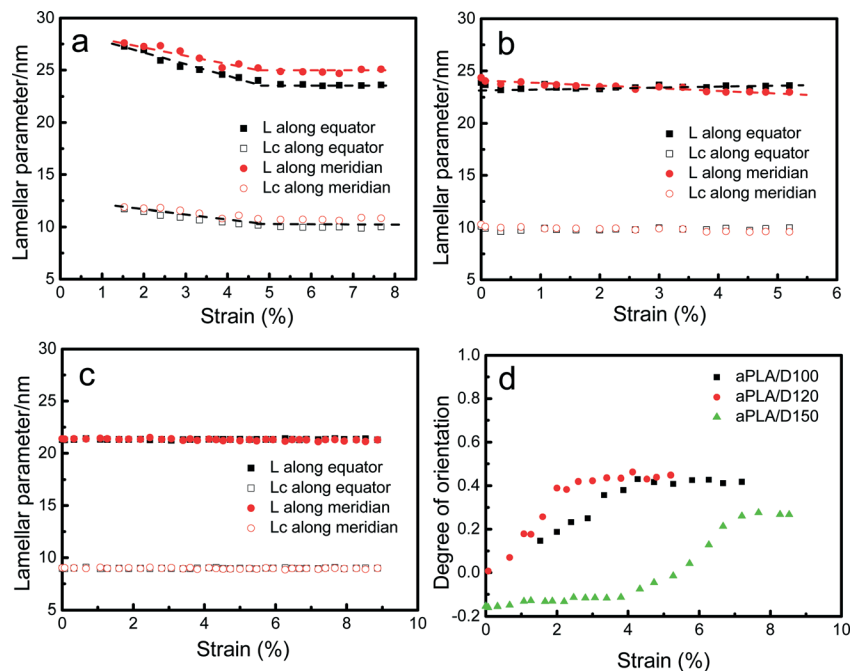 a
31
25
20
15
10
5
Lamellar parameter/nm
L along equator
Lc along equator
L along meridian
Lc along meridian
0 1 2 3 4 5 6 7 8
Strain (%)
b
30
25
20
15
10
5
Lamellar parameter/nm
L along equator
Lc along equator
L along meridian
Lc along meridian
0 1 2 3 4 5 6
Strain (%)
c
31
25
20
15
10
5
Lamellar parameter/nm
L along equator
Lc along equator
L along meridian
Lc along meridian
0 2 4 6 8 10
Strain (%)
d
1.0
0.8
0.6
0.4
0.2
0.0
-0.2
Degree of orientation
aPLA/D100
aPLA/D120
aPLA/D150
0 2 4 6 8 10
Strain (%)